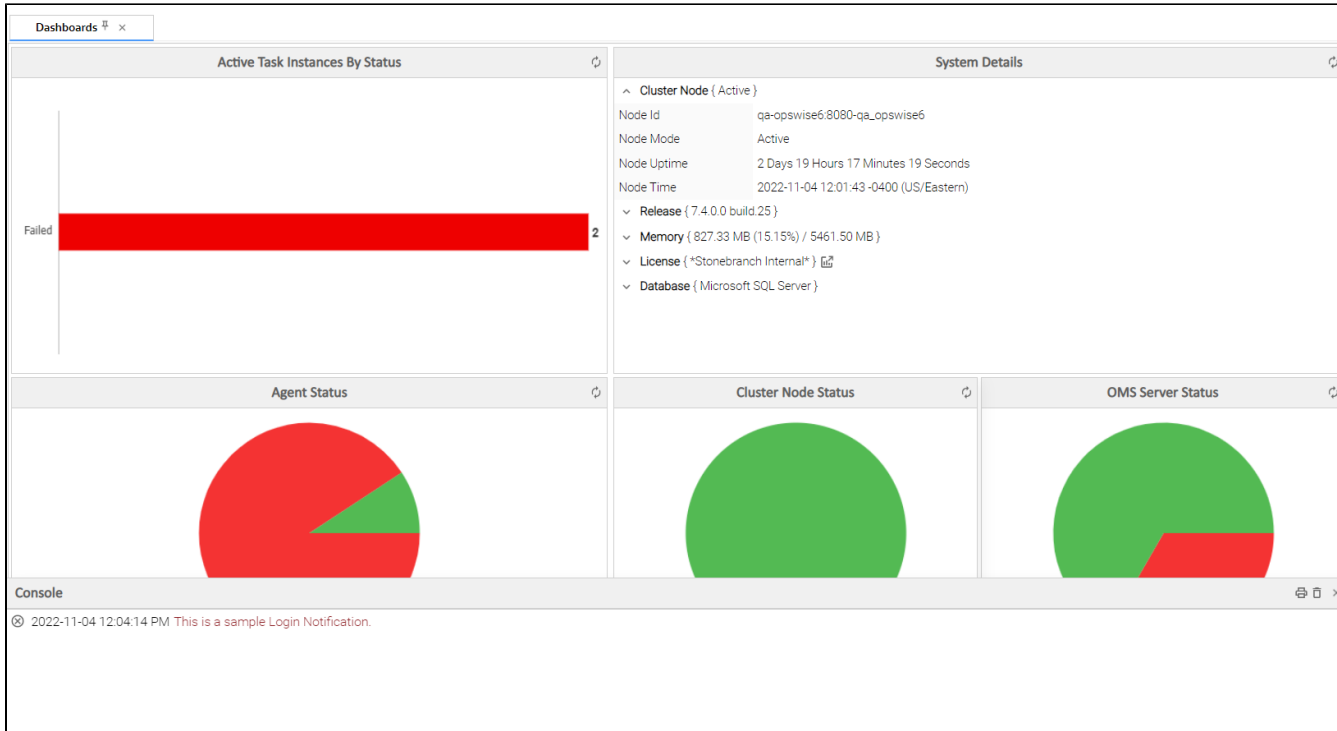 Dashboards
Active Task Instances By Status
System Details
Failed
2
Cluster Node { Active }
Node Id qa-opswise6:8080-qa_opswise6
Node Mode Active
Node Uptime 2 Days 19 Hours 17 Minutes 19 Seconds
Node Time 2022-11-04 12:01:43 -0400 (US/Eastern)
Release { 7.4.0.0 build.25 }
Memory { 827.33 MB (15.15%) / 5461.50 MB }
License { *Stonebranch Internal* }
Database { Microsoft SQL Server }
Agent Status
Cluster Node Status
OMS Server Status
Console
2022-11-04 12:04:14 PM This is a sample Login Notification.